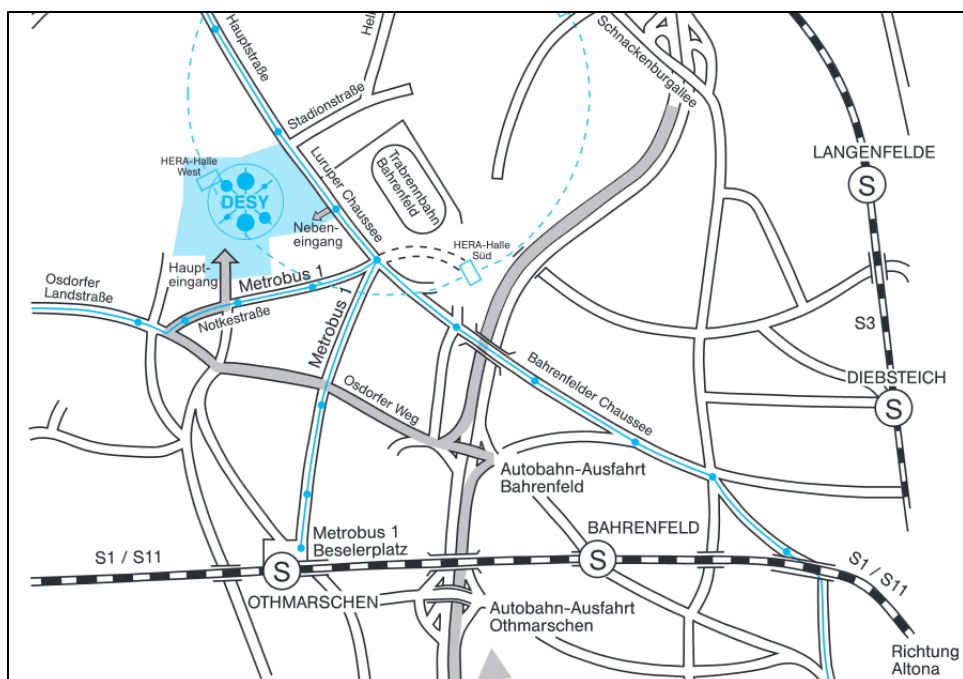 Hauptstraße
Hel
Schnackenburgallee
Stadionstraße
LANGENFELDE
S
HERA-Halle
West
DESY
Luruper Chaussee
Trabrennbahn
Bahrenfeld
Neben-
eingang
HERA-Halle
Süd
Haupt-
eingang
Metrobus 1
Osdorfer
Landstraße
Notkestraße
Metrobus 1
S3
Bahrenfelder Chaussee
DIEBSTEICH
S
Osdorfer Weg
Autobahn-Ausfahrt
Bahrenfeld
Metrobus 1
Beselerplatz
BAHRENFELD
S
S1 / S11
S
S1 / S11
OTHMARSCHEN
Autobahn-Ausfahrt
Othmarschen
Richtung
Altona